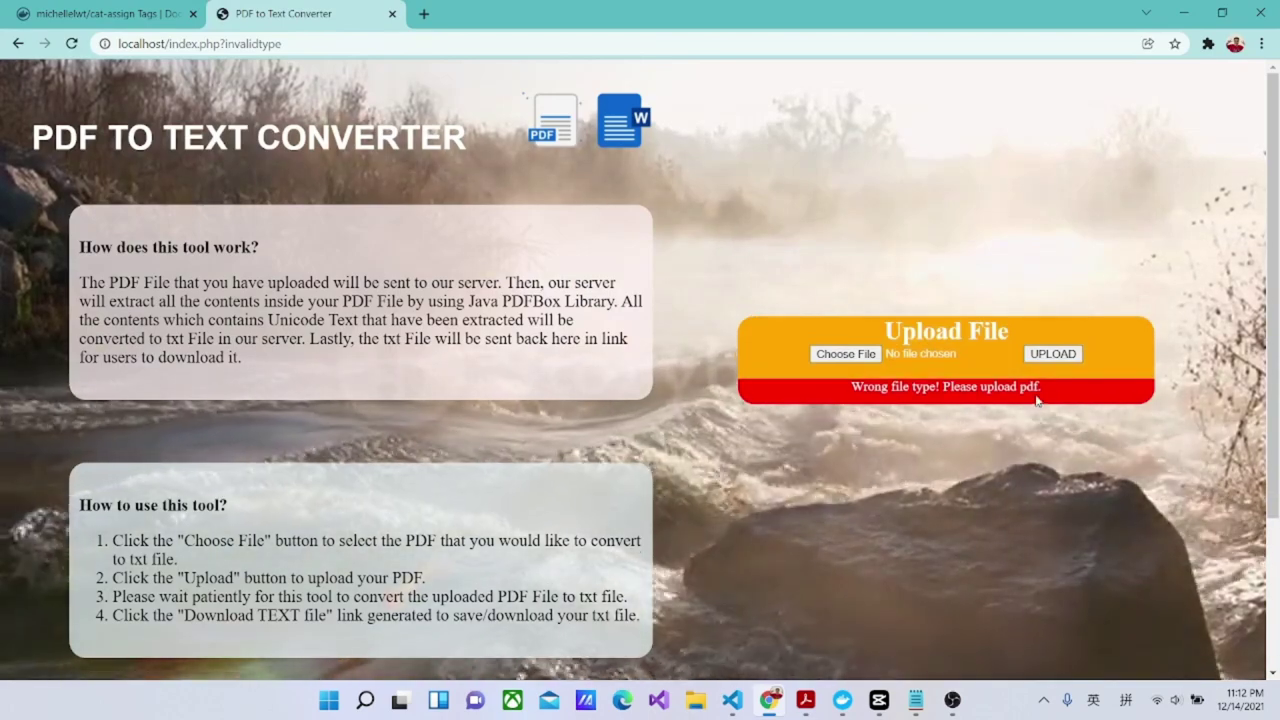 michellelwt/cat-assign Tags | Doc
PDF to Text Converter
localhost/index.php?invalidtype
PDF TO TEXT CONVERTER
PDF
W
How does this tool work?
The PDF File that you have uploaded will be sent to our server. Then, our server
will extract all the contents inside your PDF File by using Java PDFBox Library. All
the contents which contains Unicode Text that have been extracted will be
converted to txt File in our server. Lastly, the txt File will be sent back here in link
for users to download it.
Upload File
Choose File No file chosen UPLOAD
Wrong file type! Please upload pdf.
How to use this tool?
1. Click the "Choose File" button to select the PDF that you would like to convert
to txt file.
2. Click the "Upload" button to upload your PDF.
3. Please wait patiently for this tool to convert the uploaded PDF File to txt file.
4. Click the "Download TEXT file" link generated to save/download your txt file.
英 拼
11:12 PM
12/14/2021